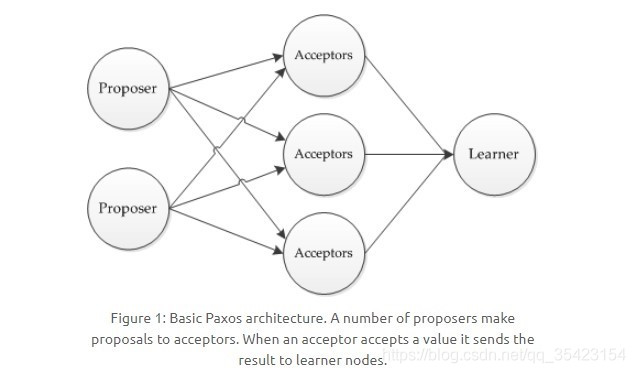 Proposer
Proposer
Acceptors
Acceptors
Acceptors
Learner
Figure 1: Basic Paxos architecture. A number of proposers make
proposals to acceptors. When an acceptor accepts a value it sends the
result to learner nodes.
https://blog.csdn.net/qq_35423154